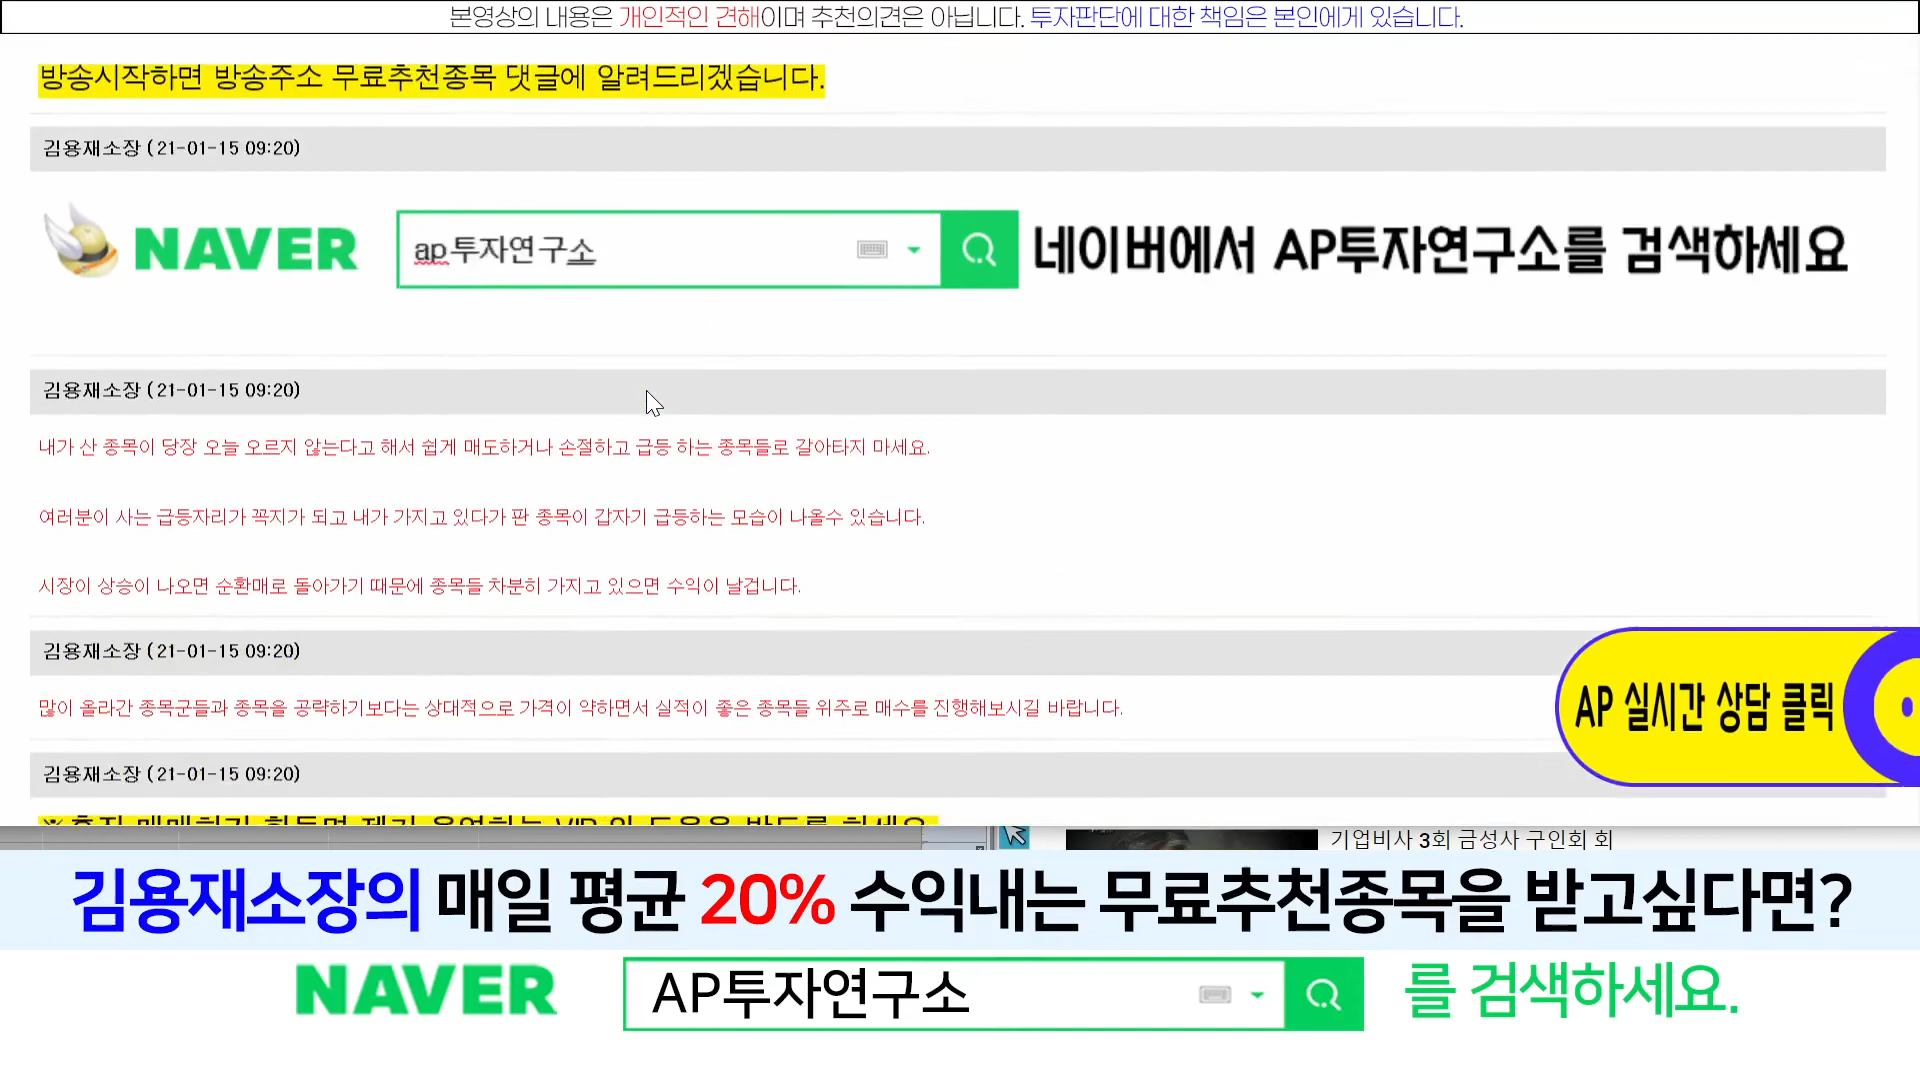 본영상의 내용은 개인적인 견해이며 추천의견은 아닙니다. 투자판단에 대한 책임은 본인에게 있습니다.
방송시작하면 방송주소 무료추천종목 댓글에 알려드리겠습니다.
김용재소장 (21-01-15 09:20)
NAVER ap투자연구소 네이버에서 AP투자연구소를 검색하세요
김용재소장 (21-01-15 09:20)
내가 산 종목이 당장 오늘 오르지 않는다고 해서 쉽게 매도하거나 손절하고 급등 하는 종목들로 갈아타지 마세요.
여러분이 사는 급등자리가 꼭지가 되고 내가 가지고 있다가 판 종목이 갑자기 급등하는 모습이 나올수 있습니다.
시장이 상승이 나오면 순환매로 돌아가기 때문에 종목들 차분히 가지고 있으면 수익이 날겁니다.
김용재소장 (21-01-15 09:20)
많이 올라간 종목군들과 종목을 공략하기보다는 상대적으로 가격이 약하면서 실적이 좋은 종목들 위주로 매수를 진행해보시길 바랍니다.
AP 실시간 상담 클릭
김용재소장 (21-01-15 09:20)
기업비사 3회 금성사 구인회 회
김용재소장의 매일 평균 20% 수익내는 무료추천종목을 받고싶다면?
NAVER AP투자연구소 를 검색하세요.